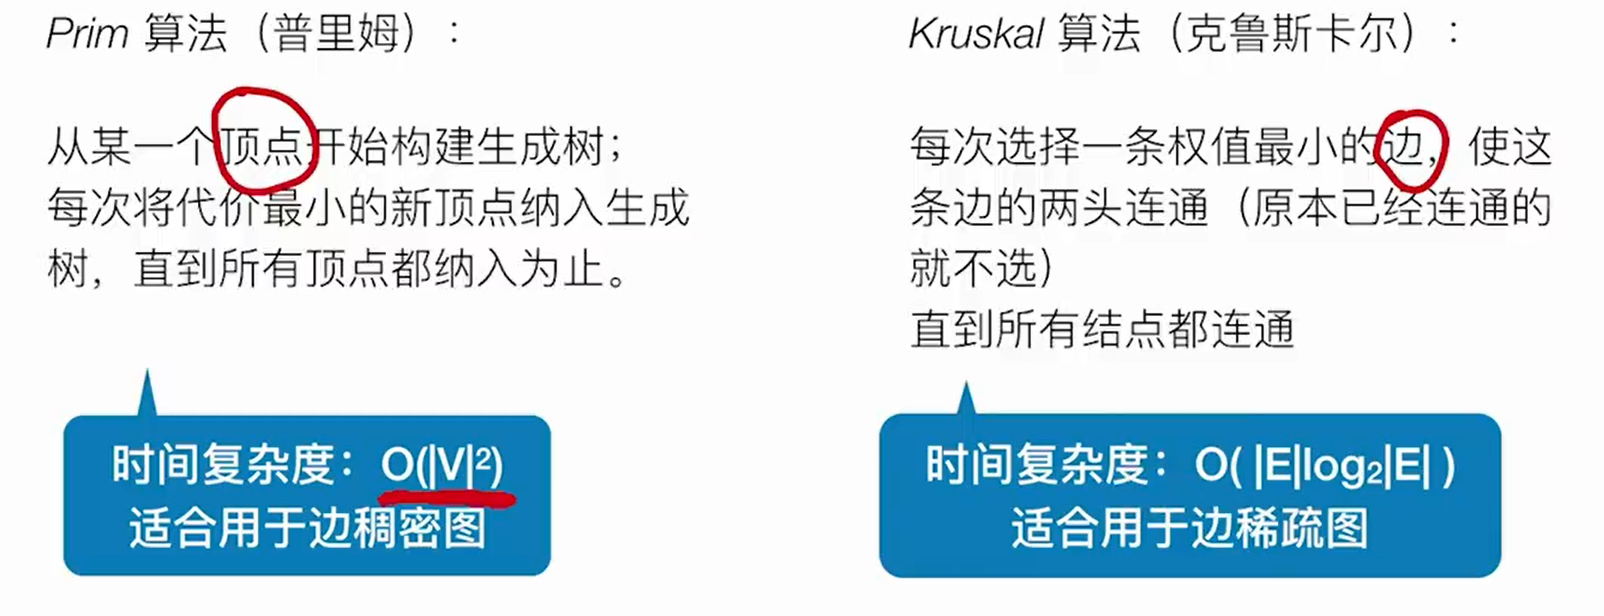 Prim 算法（普里姆）：
从某一个顶点开始构建生成树；
每次将代价最小的新顶点纳入生成
树，直到所有顶点都纳入为止。
时间复杂度：O(|V|²)
适合用于边稠密图
Kruskal 算法（克鲁斯卡尔）：
每次选择一条权值最小的边，使这
条边的两头连通（原本已经连通的
就不选）
直到所有结点都连通
时间复杂度：O( |E|log₂|E| )
适合用于边稀疏图